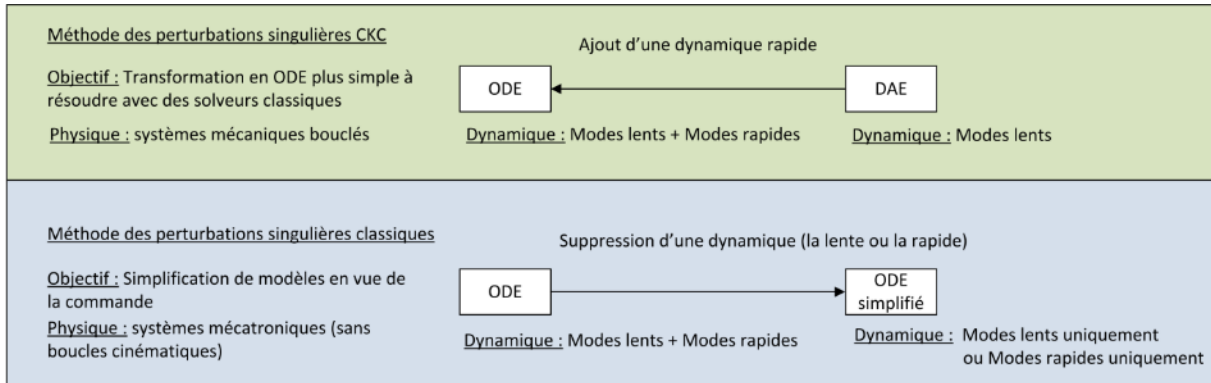 Méthode des perturbations singulières CKC
Ajout d'une dynamique rapide
Objectif : Transformation en ODE plus simple à
résoudre avec des solveurs classiques
ODE
DAE
Physique : systèmes mécaniques bouclés
Dynamique : Modes lents + Modes rapides
Dynamique : Modes lents
Méthode des perturbations singulières classiques
Suppression d'une dynamique (la lente ou la rapide)
Objectif : Simplification de modèles en vue de
la commande
ODE
ODE
simplifié
Physique : systèmes mécatroniques (sans
boucles cinématiques)
Dynamique : Modes lents + Modes rapides
Dynamique : Modes lents uniquement
ou Modes rapides uniquement